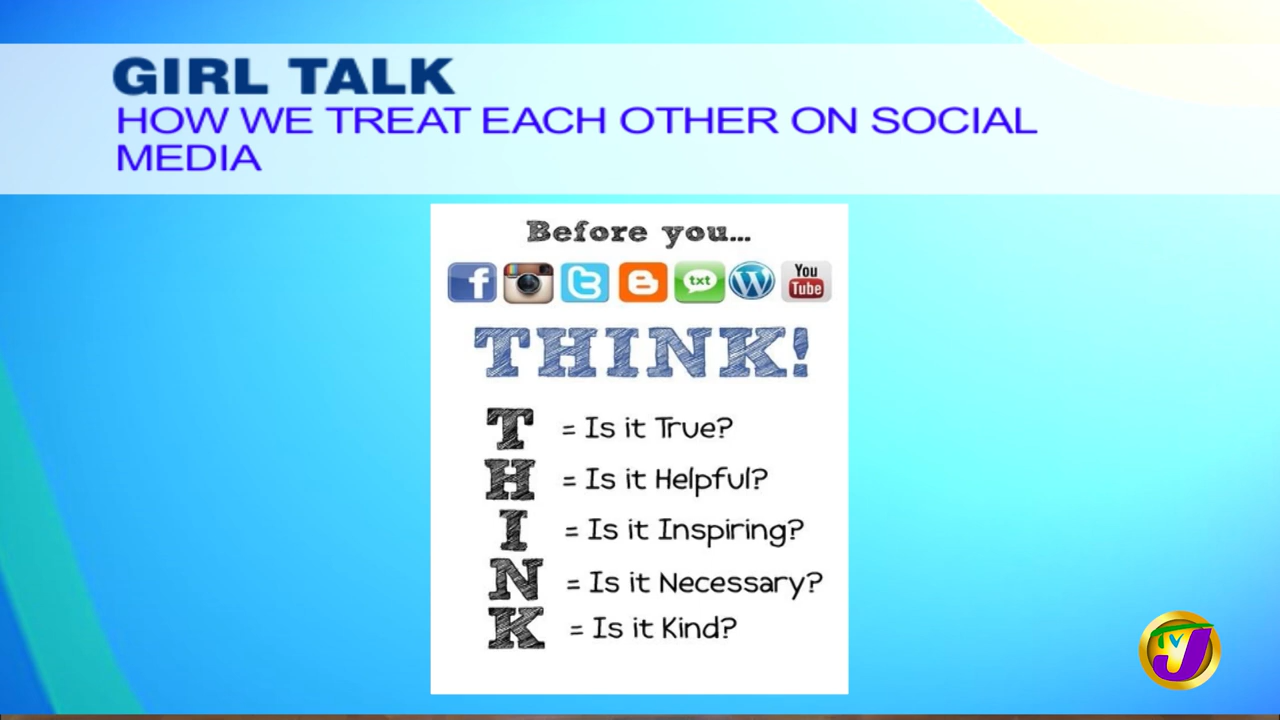 GIRL TALK
HOW WE TREAT EACH OTHER ON SOCIAL
MEDIA
Before you...
f t B txt W You
Tube
THINK!
T = Is it True?
H = Is it Helpful?
I = Is it Inspiring?
N = Is it Necessary?
K = Is it Kind?
TVJ